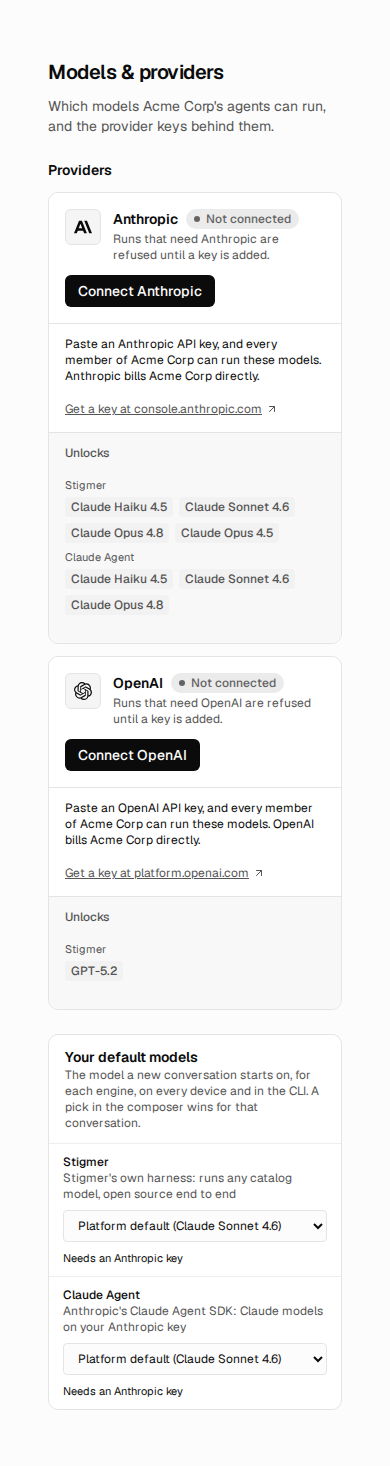 Models & providers
Which models Acme Corp's agents can run,
and the provider keys behind them.
Providers
Anthropic
Not connected
Runs that need Anthropic are
refused until a key is added.
Connect Anthropic
Paste an Anthropic API key, and every
member of Acme Corp can run these models.
Anthropic bills Acme Corp directly.
Get a key at console.anthropic.com
Unlocks
Stigmer
Claude Haiku 4.5 Claude Sonnet 4.6
Claude Opus 4.8 Claude Opus 4.5
Claude Agent
Claude Haiku 4.5 Claude Sonnet 4.6
Claude Opus 4.8
OpenAI
Not connected
Runs that need OpenAI are refused
until a key is added.
Connect OpenAI
Paste an OpenAI API key, and every member
of Acme Corp can run these models. OpenAI
bills Acme Corp directly.
Get a key at platform.openai.com
Unlocks
Stigmer
GPT-5.2
Your default models
The model a new conversation starts on, for
each engine, on every device and in the CLI. A
pick in the composer wins for that
conversation.
Stigmer
Stigmer's own harness: runs any catalog
model, open source end to end
Platform default (Claude Sonnet 4.6)
Needs an Anthropic key
Claude Agent
Anthropic's Claude Agent SDK: Claude models
on your Anthropic key
Platform default (Claude Sonnet 4.6)
Needs an Anthropic key